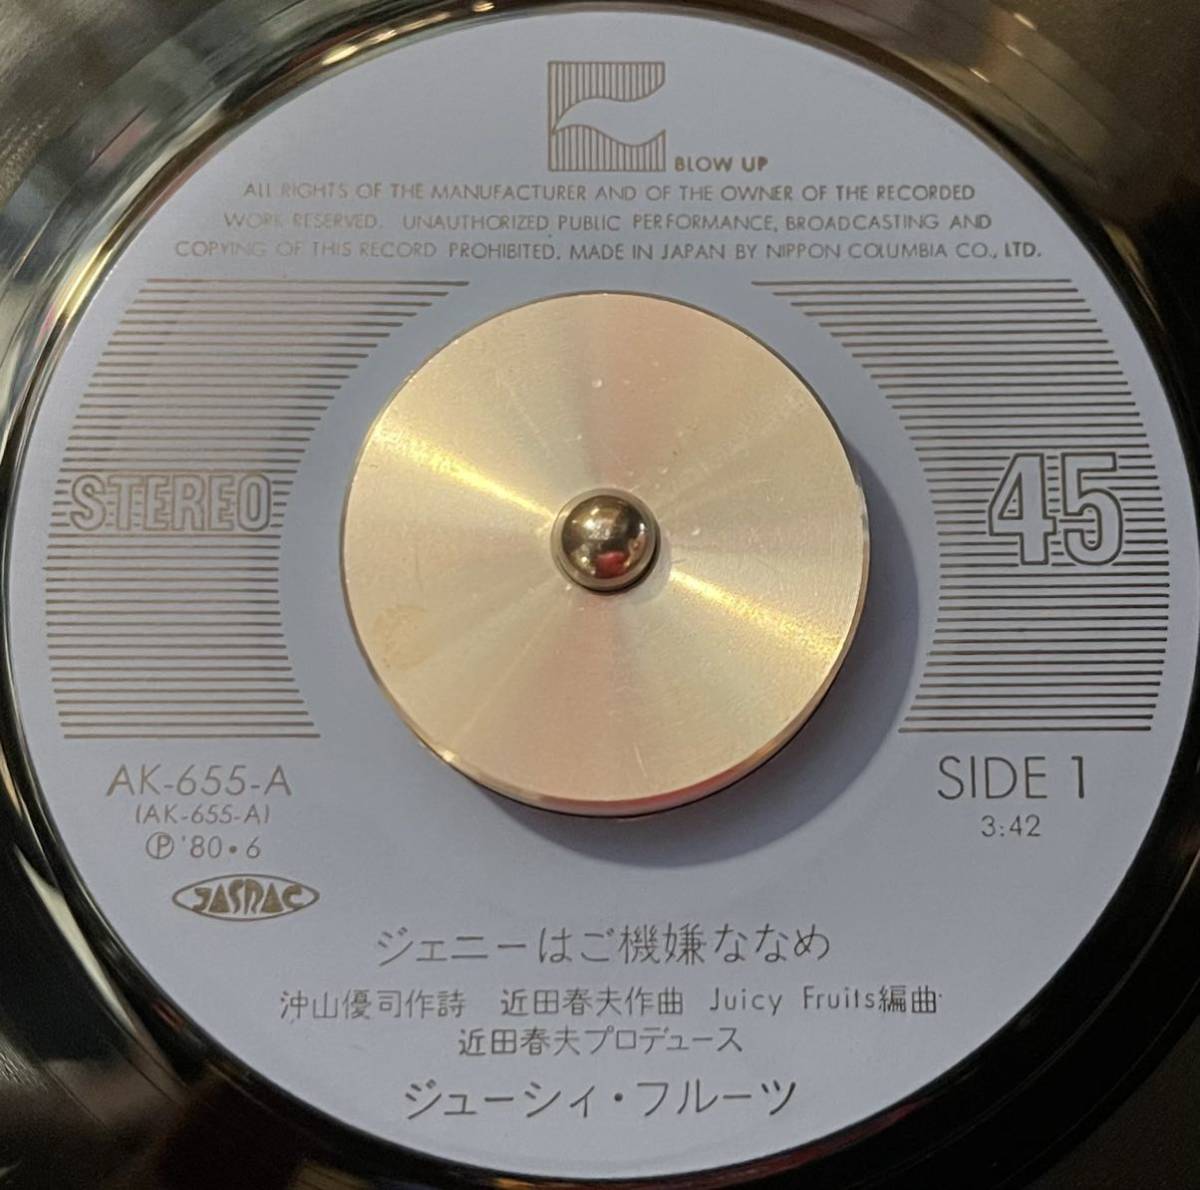 BLOW UP
ALL RIGHTS OF THE MANUFACTURER AND OF THE OWNER OF THE RECORDED
WORK RESERVED. UNAUTHORIZED PUBLIC PERFORMANCE, BROADCASTING AND
COPYING OF THIS RECORD PROHIBITED. MADE IN JAPAN BY NIPPON COLUMBIA CO., LTD.
STEREO
45
AK-655-A
(AK-655-A)
Ⓟ'80・6
JASRAC
SIDE 1
3:42
ジェニーはご機嫌ななめ
沖山優司作詩 近田春夫作曲 Juicy Fruits編曲
近田春夫プロデュース
ジューシィ・フルーツ